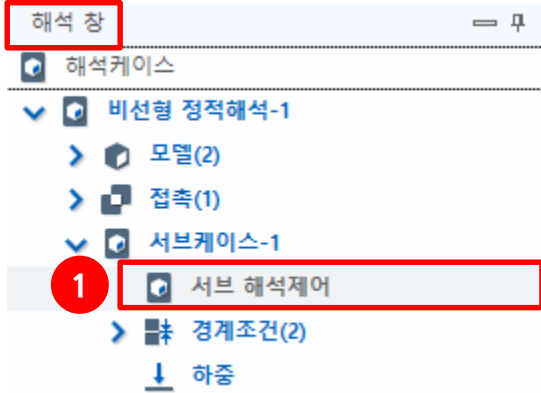 해석 창
해석케이스
비선형 정적해석-1
모델(2)
접촉(1)
서브케이스-1
1 서브 해석제어
경계조건(2)
하중